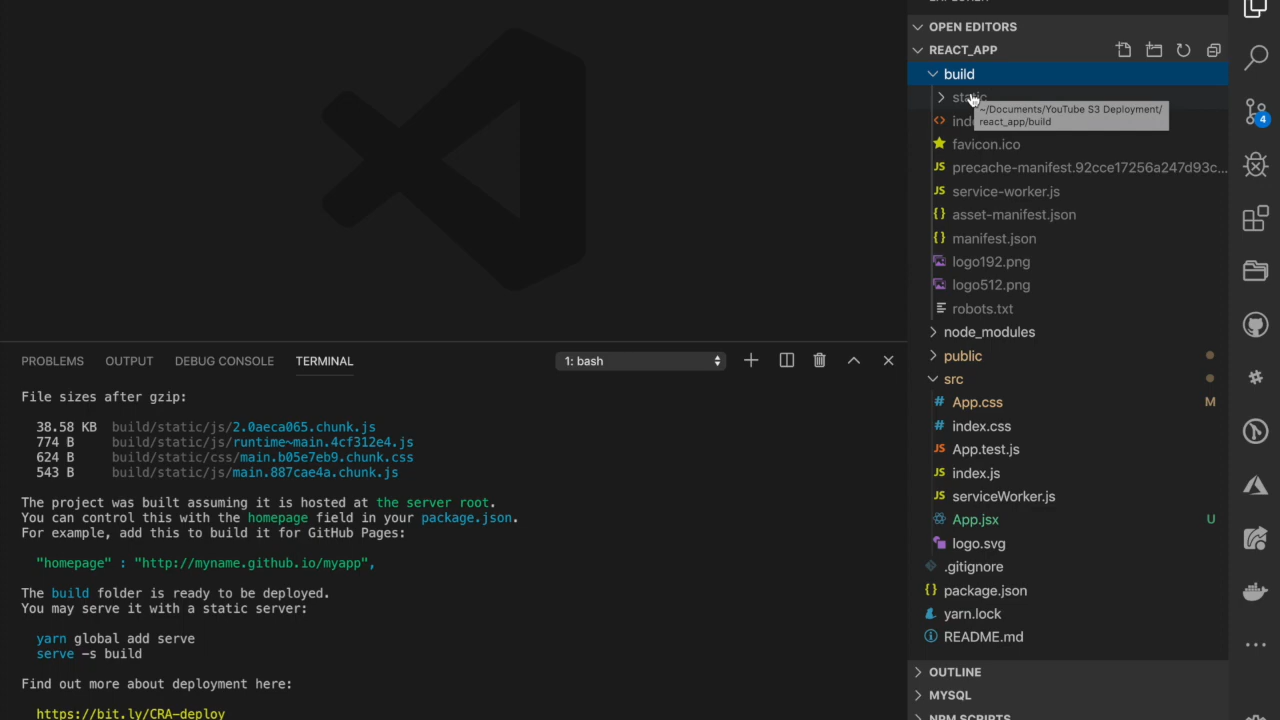 OPEN EDITORS
REACT_APP
build
~/Documents/YouTube S3 Deployment/
react_app/build
favicon.ico
JS precache-manifest.92cce17256a247d93c...
JS service-worker.js
{} asset-manifest.json
{} manifest.json
logo192.png
logo512.png
robots.txt
node_modules
public
src
# App.css M
# index.css
JS App.test.js
JS index.js
JS serviceWorker.js
App.jsx U
logo.svg
.gitignore
{} package.json
yarn.lock
README.md
OUTLINE
MYSQL
4
PROBLEMS OUTPUT DEBUG CONSOLE TERMINAL 1: bash
File sizes after gzip:
38.58 KB build/static/js/2.0aeca065.chunk.js
774 B build/static/js/runtime~main.4cf312e4.js
624 B build/static/css/main.b05e7eb9.chunk.css
543 B build/static/js/main.887cae4a.chunk.js
The project was built assuming it is hosted at the server root.
You can control this with the homepage field in your package.json.
For example, add this to build it for GitHub Pages:
"homepage" : "http://myname.github.io/myapp",
The build folder is ready to be deployed.
You may serve it with a static server:
yarn global add serve
serve -s build
Find out more about deployment here:
https://bit.ly/CRA-deploy